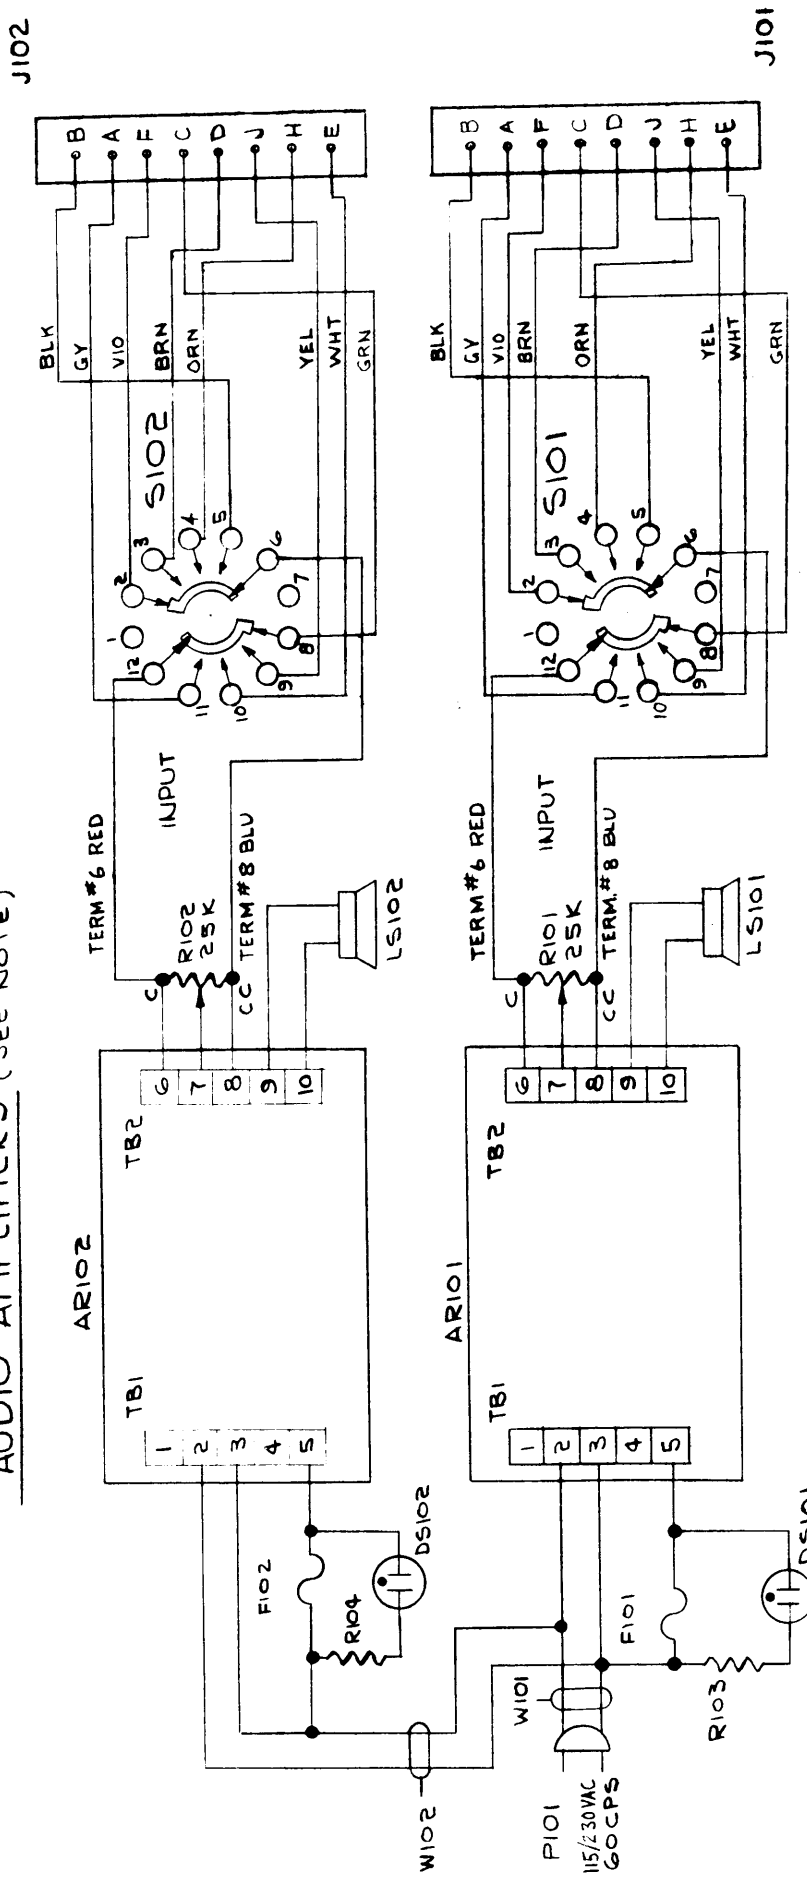 AUDIO AMPLIFIERS (SEE NOTE)
J102
B
A
F
C
D
J
H
E
BLK
GY
VIO
BRN
ORN
YEL
WHT
GRN
S102
1
2
3
4
5
6
7
8
9
10
11
12
INPUT
TERM #6 RED
R102
25K
TERM #8 BLU
C
CC
LS102
AR102
TB1
TB2
1
2
3
4
5
6
7
8
9
10
F102
R104
DS102
W102
J101
B
A
F
C
D
J
H
E
BLK
GY
VIO
BRN
ORN
YEL
WHT
GRN
S101
1
2
3
4
5
6
7
8
9
10
11
12
INPUT
TERM #6 RED
R101
25K
TERM. #8 BLU
C
CC
LS101
AR101
TB1
TB2
1
2
3
4
5
6
7
8
9
10
F101
R103
DS101
W101
P101
115/230VAC
60CPS